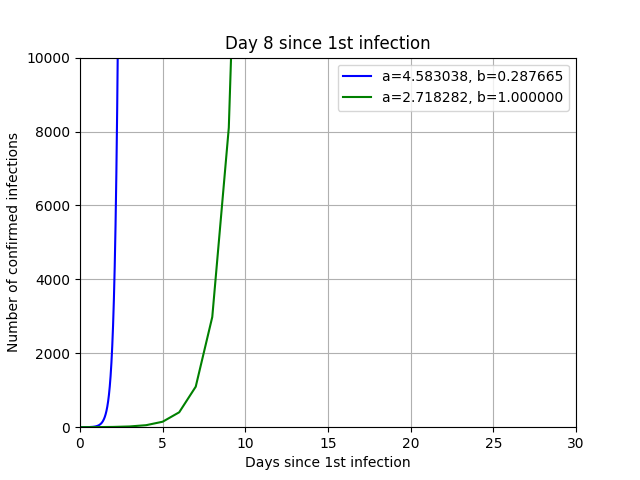 Day 8 since 1st infection
a=4.583038, b=0.287665
a=2.718282, b=1.000000
Number of confirmed infections
10000
8000
6000
4000
2000
0
0 5 10 15 20 25 30
Days since 1st infection